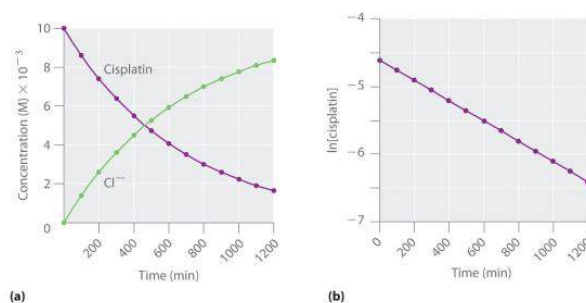 10
8
6
4
2
0
Concentration (M) × 10⁻³
Cisplatin
Cl⁻
200
400
600
800
1000
1200
Time (min)
(a)
−4
−5
−6
−7
ln[cisplatin]
0
200
400
600
800
1000
1200
Time (min)
(b)